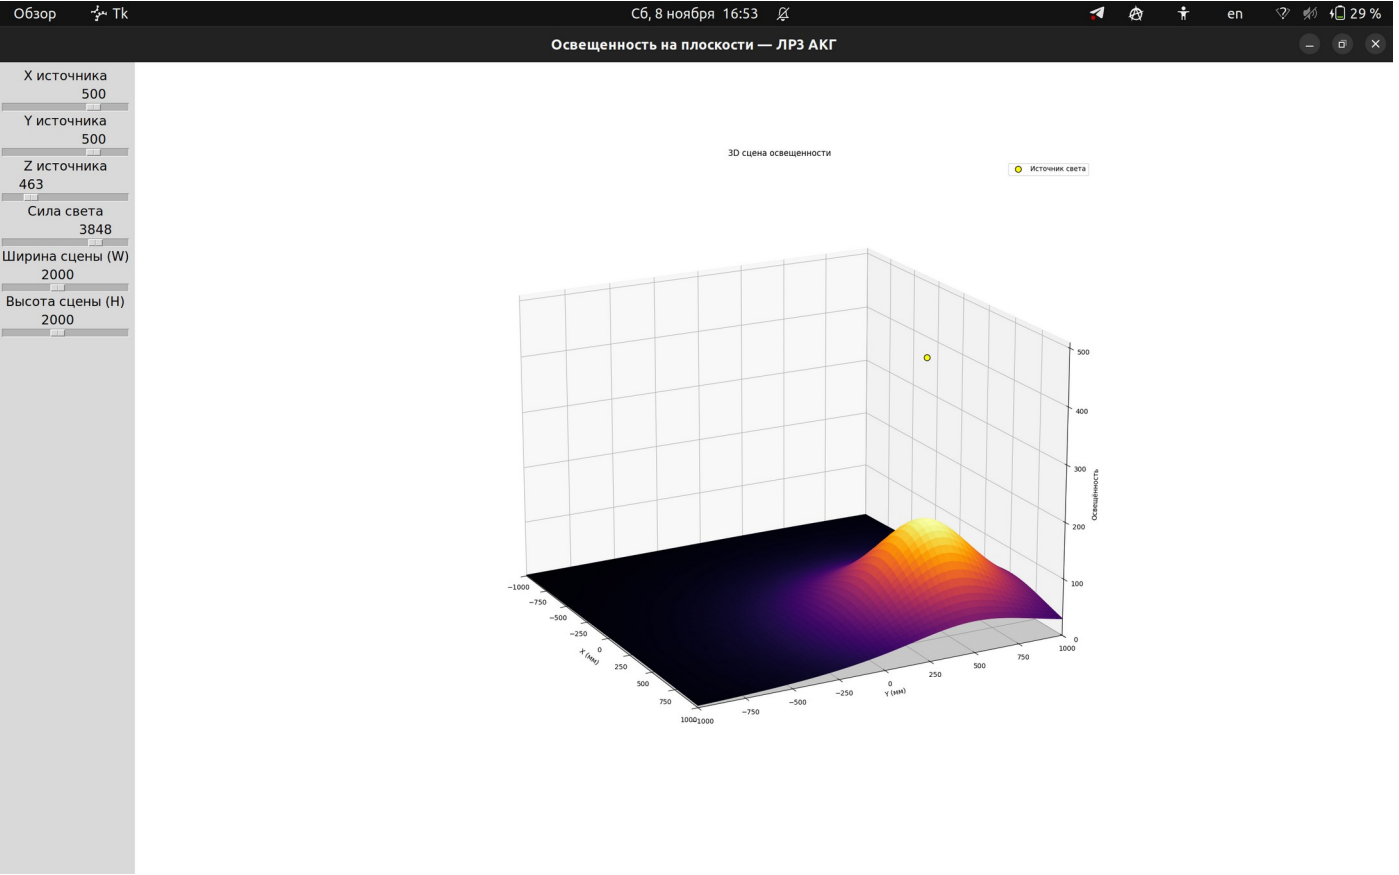 Обзор Tk Сб, 8 ноября 16:53 en 29 %
Освещенность на плоскости — ЛР3 АКГ
X источника
500
Y источника
500
Z источника
463
Сила света
3848
Ширина сцены (W)
2000
Высота сцены (H)
2000
3D сцена освещенности
Источник света
500
400
300
200
100
0
Освещённость
−1000
−750
−500
−250
0
250
500
750
1000
X (мм)
−1000
−750
−500
−250
0
250
500
750
1000
Y (мм)